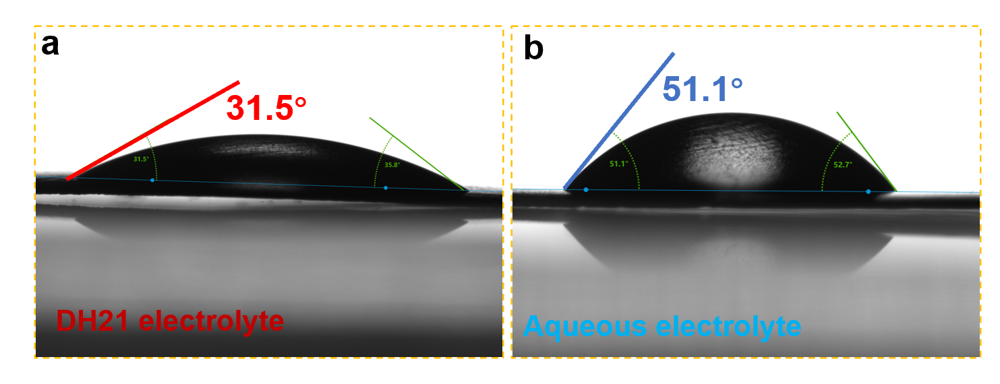 a
31.5°
31.5°
35.8°
DH21 electrolyte
b
51.1°
51.1°
52.7°
Aqueous electrolyte